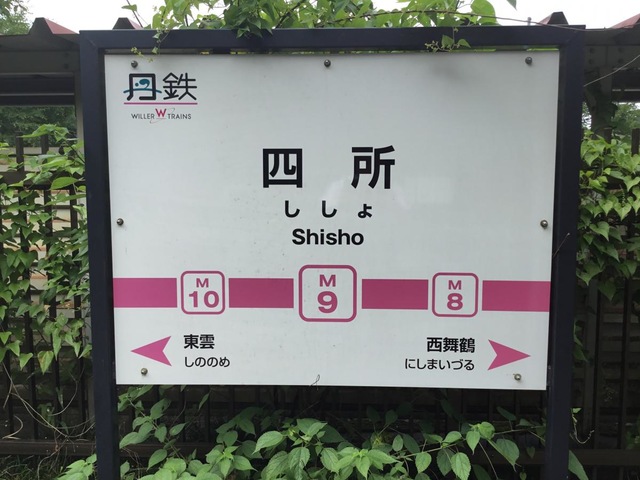 丹鉄
WILLER TRAINS
四所
ししょ
Shisho
M 10
M 9
M 8
東雲
しののめ
西舞鶴
にしまいづる